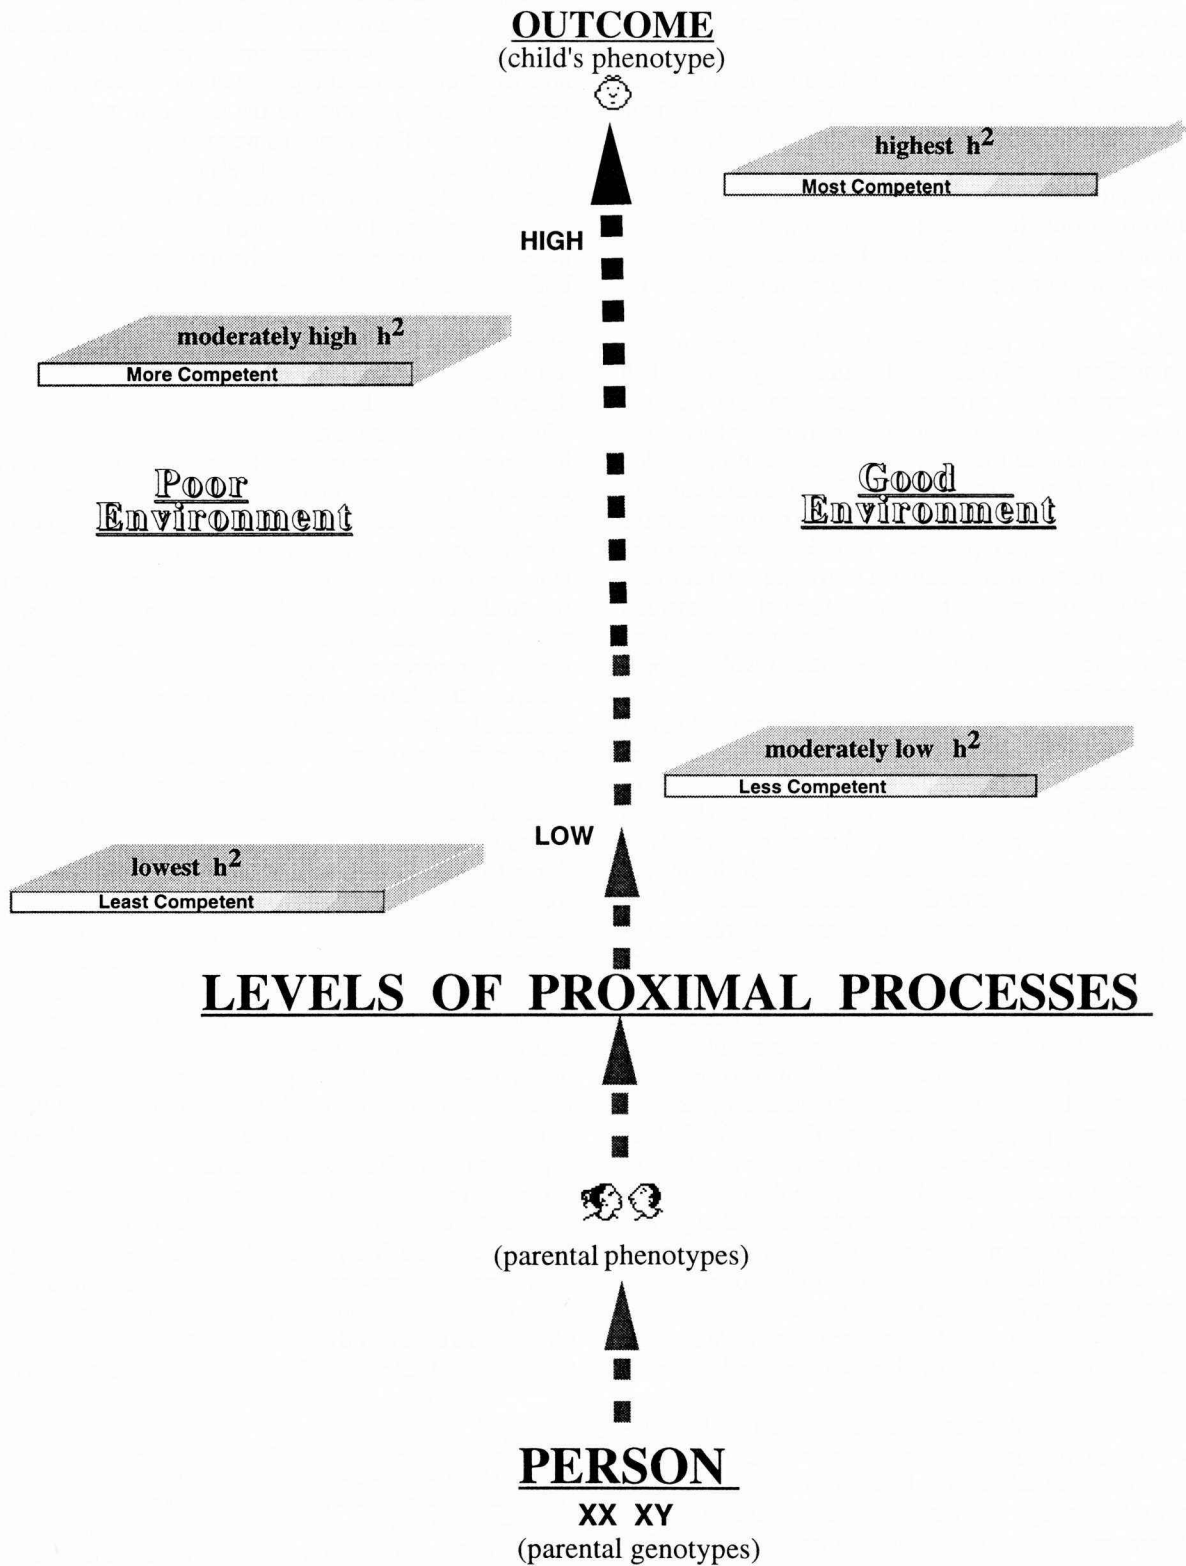 OUTCOME
(child's phenotype)
highest h²
Most Competent
HIGH
moderately high h²
More Competent
Poor
Environment
Good
Environment
moderately low h²
Less Competent
LOW
lowest h²
Least Competent
LEVELS OF PROXIMAL PROCESSES
(parental phenotypes)
PERSON
XX XY
(parental genotypes)